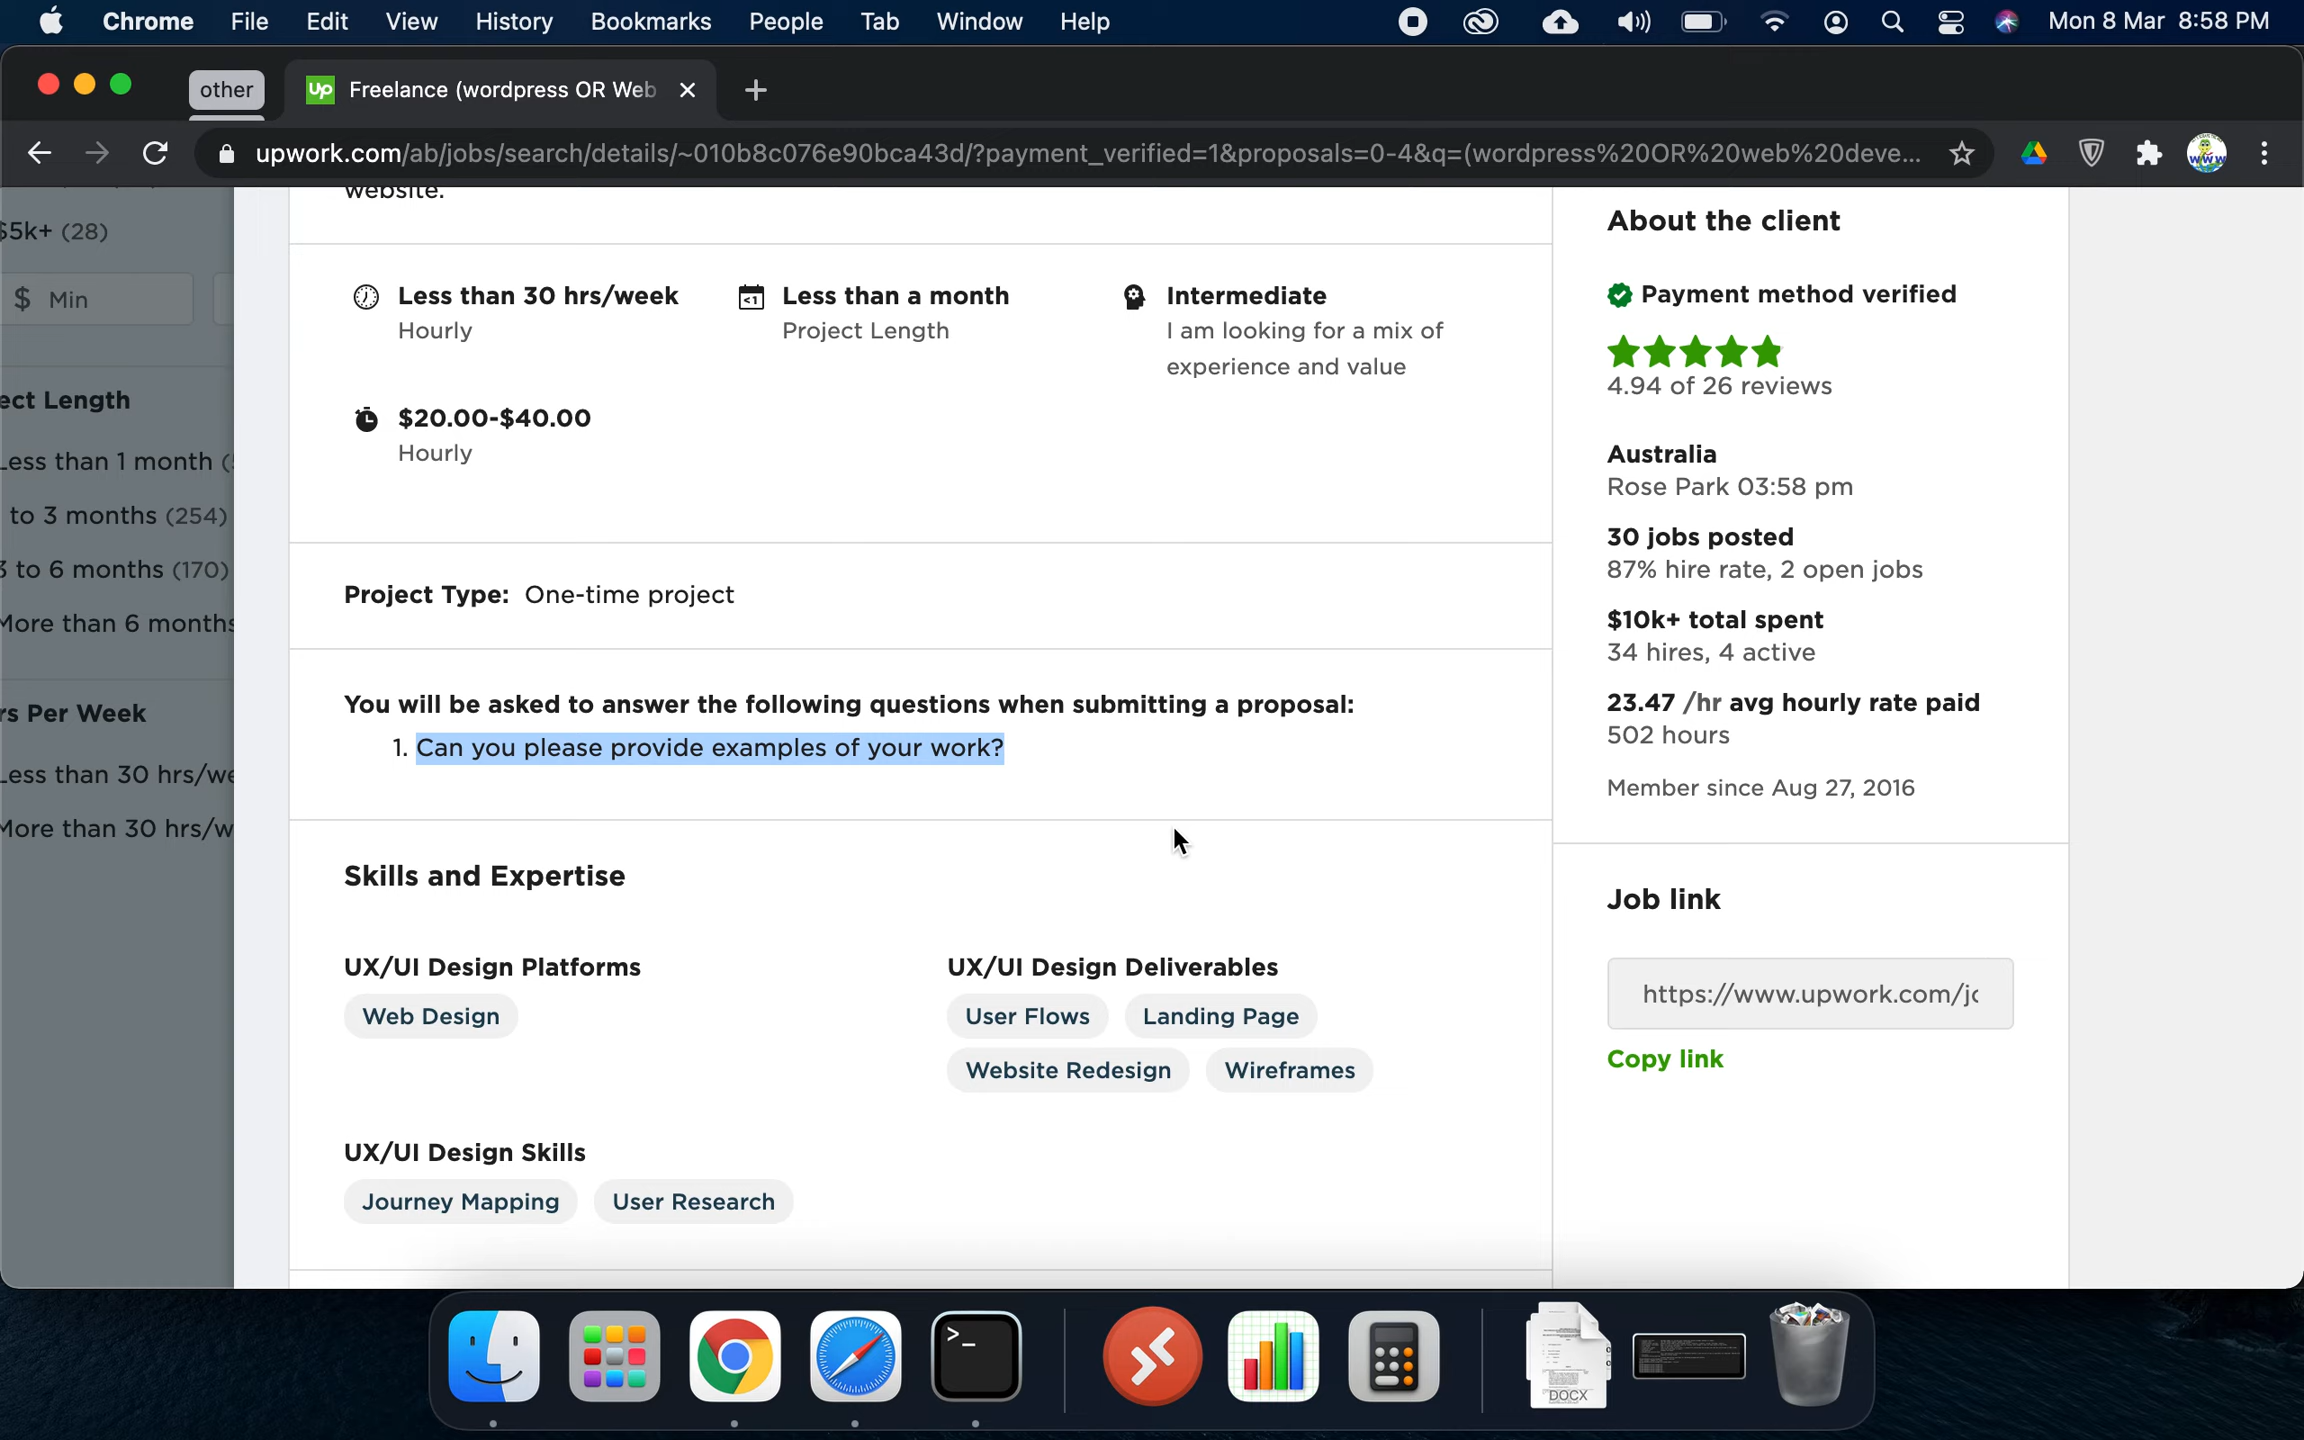 Chrome File Edit View History Bookmarks People Tab Window Help Mon 8 Mar 8:58 PM
other Up Freelance (wordpress OR Web
upwork.com/ab/jobs/search/details/~010b8c076e90bca43d/?payment_verified=1&proposals=0-4&q=(wordpress%20OR%20web%20deve...
website.
$5k+ (28)
$ Min
ect Length
Less than 1 month
to 3 months (254)
3 to 6 months (170)
More than 6 months
rs Per Week
Less than 30 hrs/we
More than 30 hrs/w
Less than 30 hrs/week
Hourly
Less than a month
Project Length
Intermediate
I am looking for a mix of
experience and value
$20.00-$40.00
Hourly
Project Type: One-time project
You will be asked to answer the following questions when submitting a proposal:
1. Can you please provide examples of your work?
Skills and Expertise
UX/UI Design Platforms
Web Design
UX/UI Design Deliverables
User Flows Landing Page
Website Redesign Wireframes
UX/UI Design Skills
Journey Mapping User Research
About the client
Payment method verified
4.94 of 26 reviews
Australia
Rose Park 03:58 pm
30 jobs posted
87% hire rate, 2 open jobs
$10k+ total spent
34 hires, 4 active
23.47 /hr avg hourly rate paid
502 hours
Member since Aug 27, 2016
Job link
https://www.upwork.com/jo
Copy link
DOCX